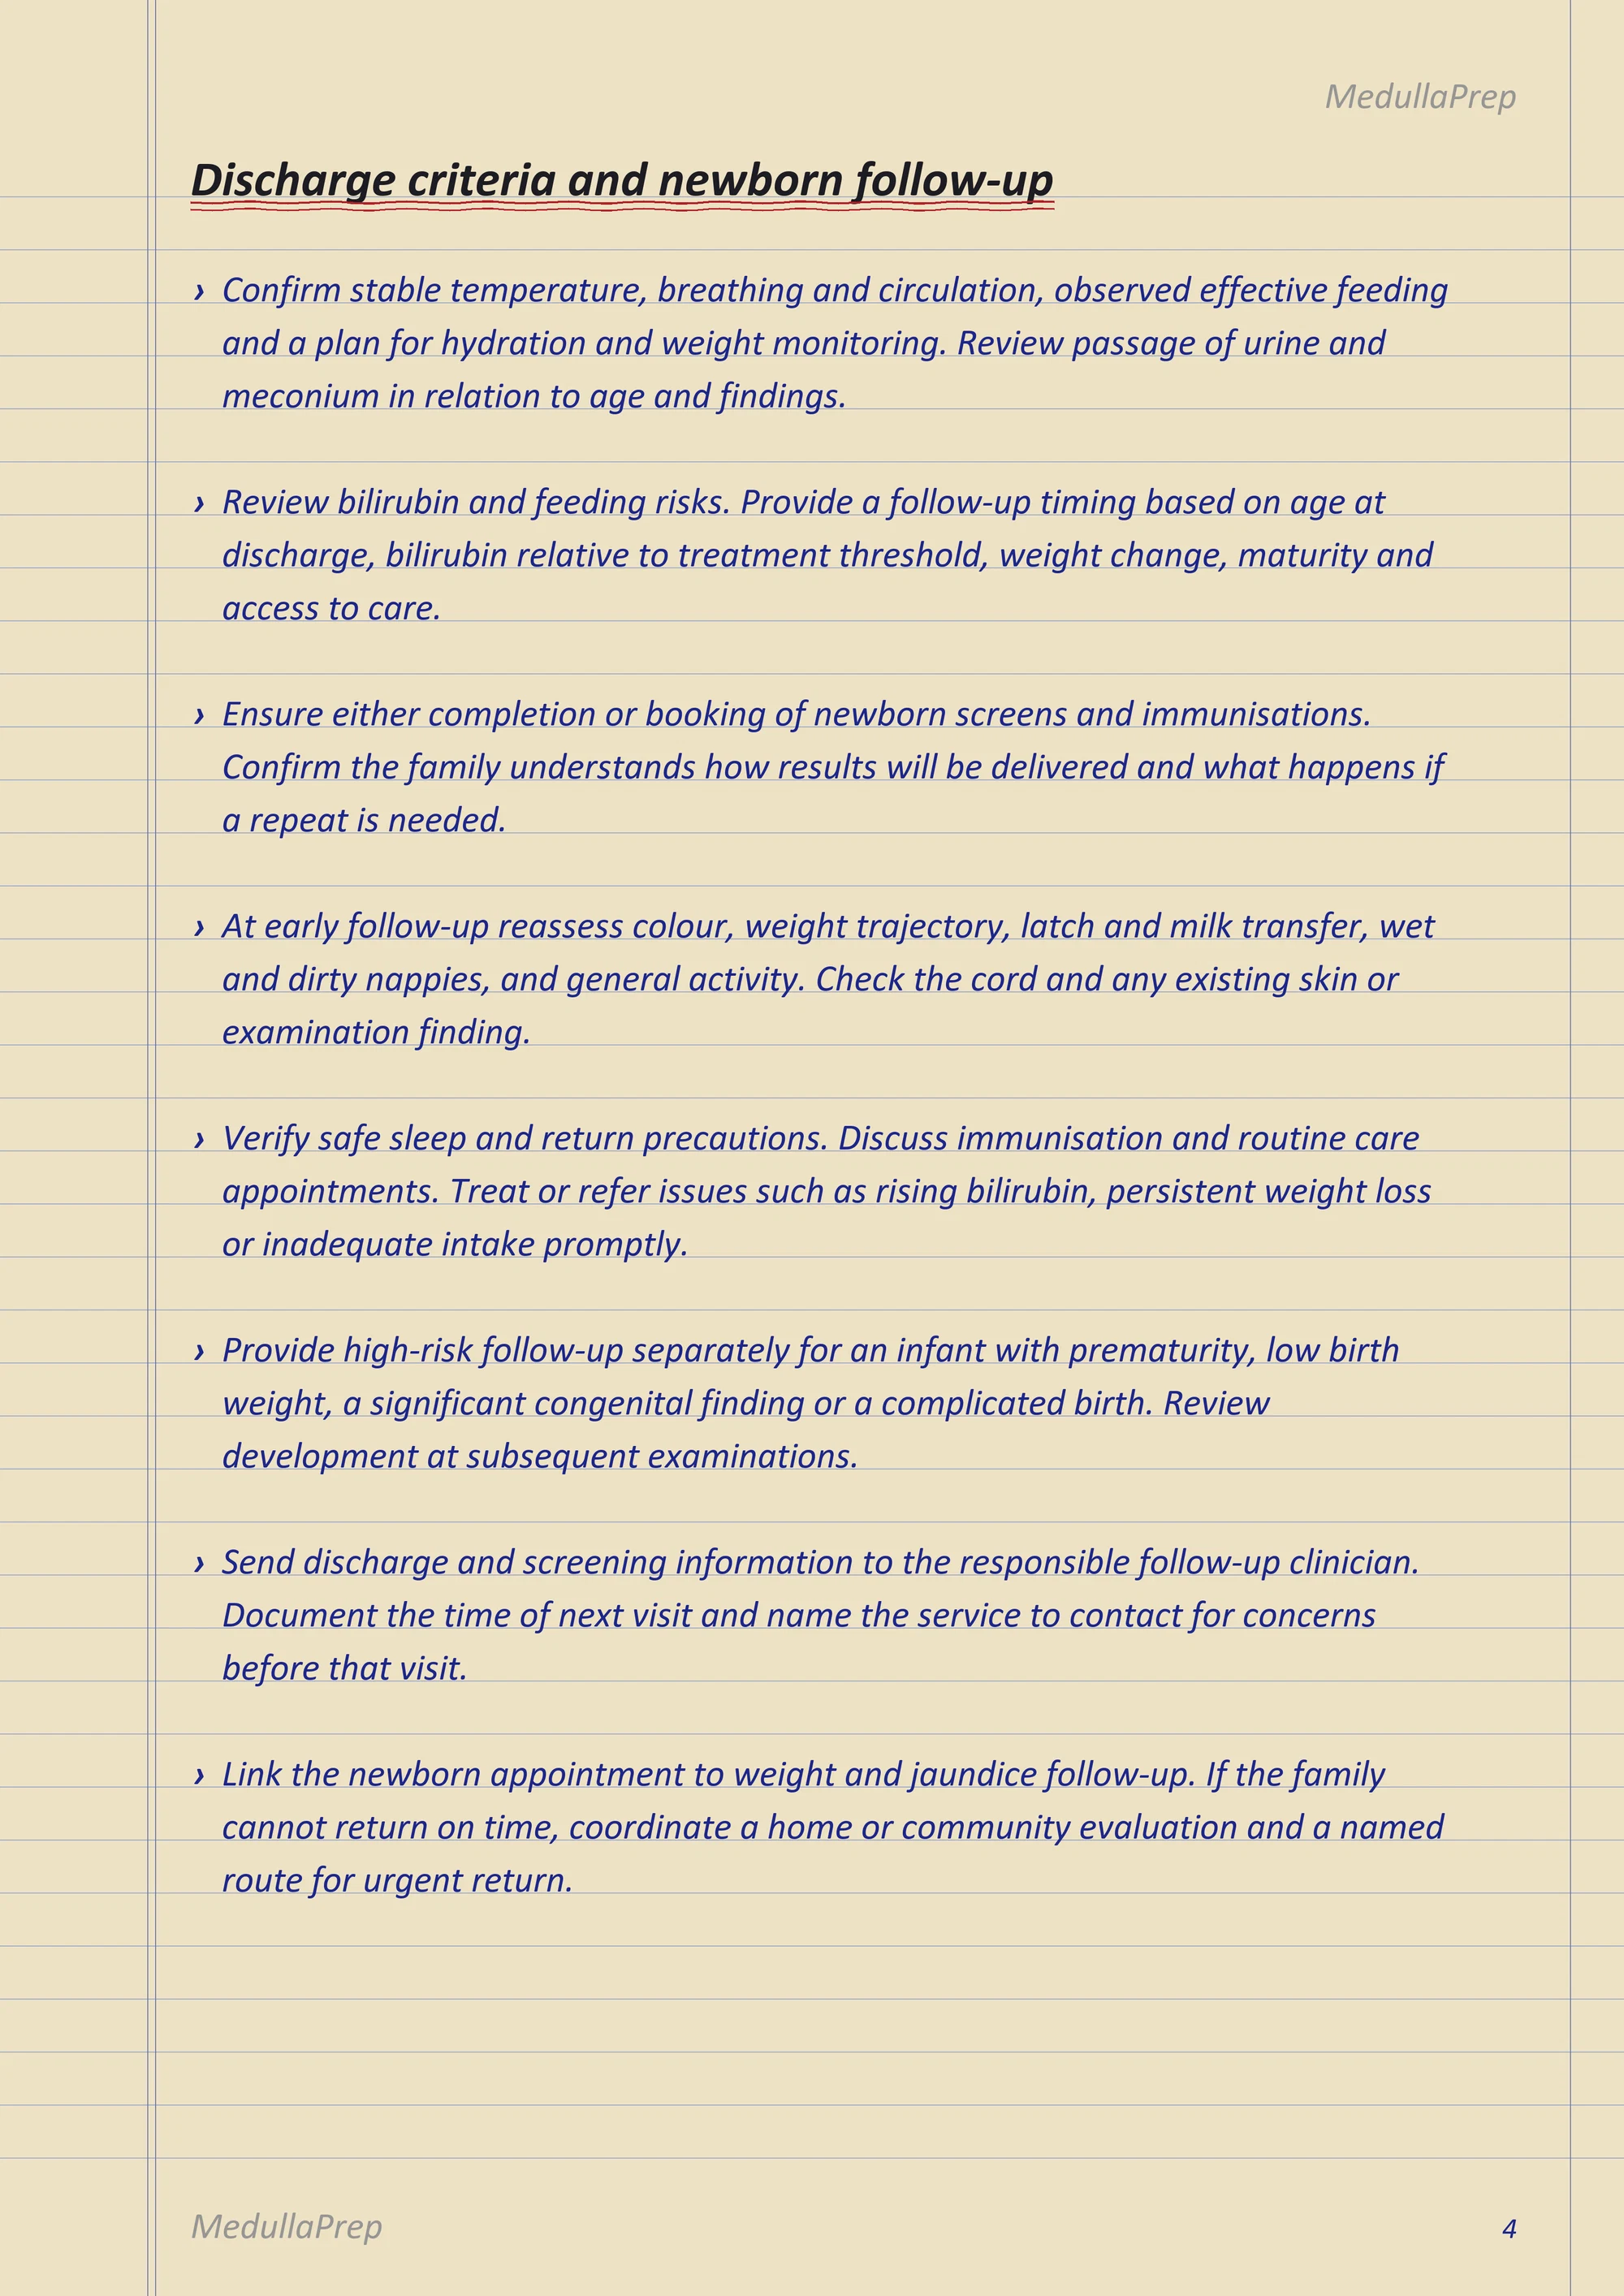 MedullaPrep
Discharge criteria and newborn follow-up
› Confirm stable temperature, breathing and circulation, observed effective feeding
and a plan for hydration and weight monitoring. Review passage of urine and
meconium in relation to age and findings.
› Review bilirubin and feeding risks. Provide a follow-up timing based on age at
discharge, bilirubin relative to treatment threshold, weight change, maturity and
access to care.
› Ensure either completion or booking of newborn screens and immunisations.
Confirm the family understands how results will be delivered and what happens if
a repeat is needed.
› At early follow-up reassess colour, weight trajectory, latch and milk transfer, wet
and dirty nappies, and general activity. Check the cord and any existing skin or
examination finding.
› Verify safe sleep and return precautions. Discuss immunisation and routine care
appointments. Treat or refer issues such as rising bilirubin, persistent weight loss
or inadequate intake promptly.
› Provide high-risk follow-up separately for an infant with prematurity, low birth
weight, a significant congenital finding or a complicated birth. Review
development at subsequent examinations.
› Send discharge and screening information to the responsible follow-up clinician.
Document the time of next visit and name the service to contact for concerns
before that visit.
› Link the newborn appointment to weight and jaundice follow-up. If the family
cannot return on time, coordinate a home or community evaluation and a named
route for urgent return.
MedullaPrep
4